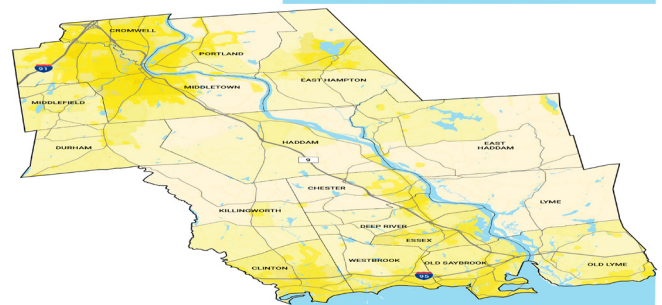 CROMWELL
PORTLAND
91
EAST HAMPTON
MIDDLETOWN
MIDDLEFIELD
DURHAM
HADDAM
EAST
HADDAM
9
CHESTER
LYME
KILLINGWORTH
DEEP RIVER
ESSEX
WESTBROOK
OLD SAYBROOK
OLD LYME
CLINTON
95